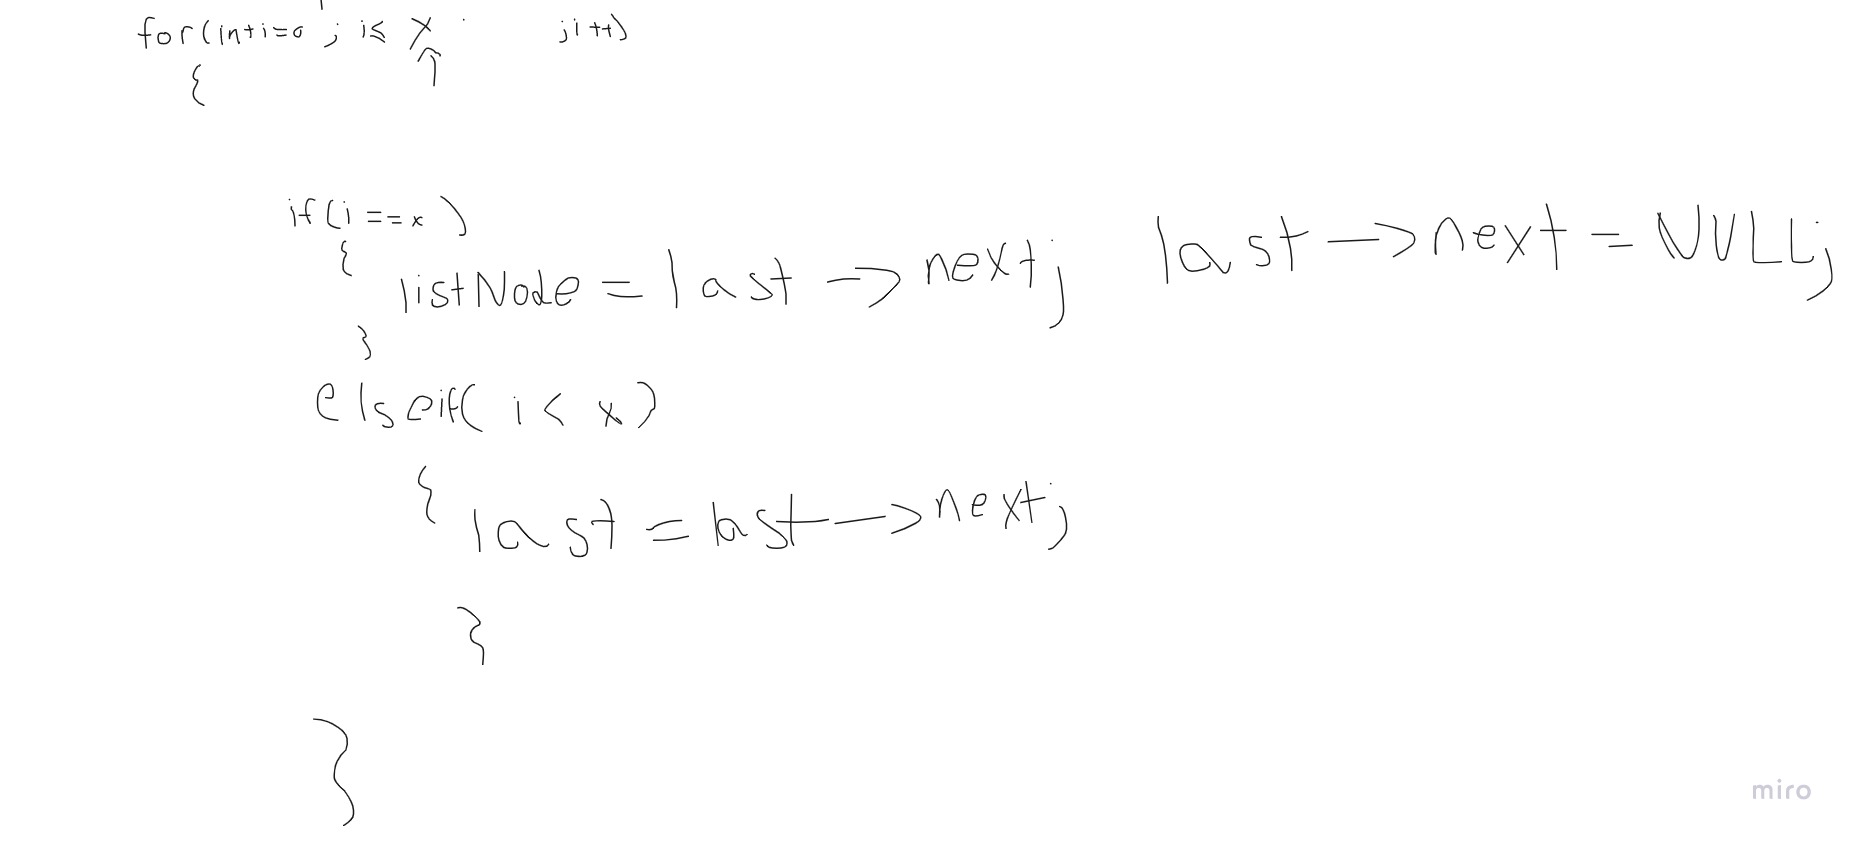 for(int i=0 ; i≤ x ; i++)
{
if(i == x )
{
listNode = last -> next; last -> next = NULL;
}
elseif( i < x )
{
last = last -> next;
}
}
miro